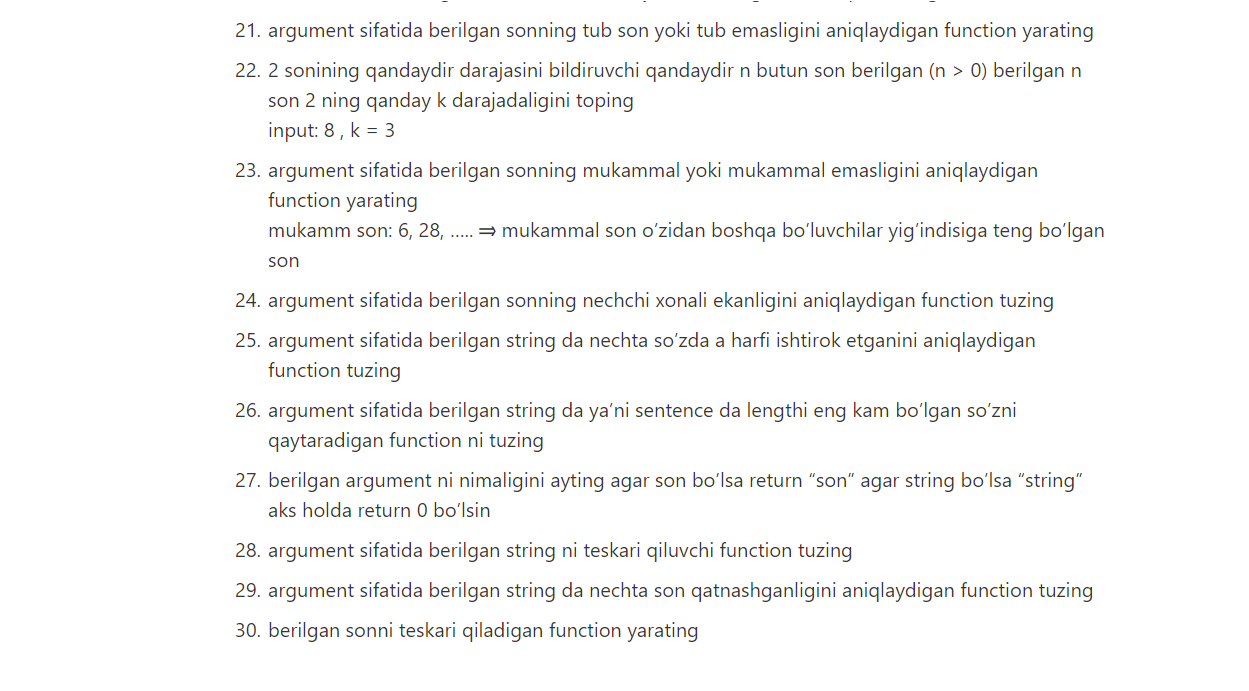 21. argument sifatida berilgan sonning tub son yoki tub emasligini aniqlaydigan function yarating
22. 2 sonining qandaydir darajasini bildiruvchi qandaydir n butun son berilgan (n > 0) berilgan n
son 2 ning qanday k darajadaligini toping
input: 8 , k = 3
23. argument sifatida berilgan sonning mukammal yoki mukammal emasligini aniqlaydigan
function yarating
mukamm son: 6, 28, ..... ⇒ mukammal son o’zidan boshqa bo’luvchilar yig’indisiga teng bo’lgan
son
24. argument sifatida berilgan sonning nechchi xonali ekanligini aniqlaydigan function tuzing
25. argument sifatida berilgan string da nechta so’zda a harfi ishtirok etganini aniqlaydigan
function tuzing
26. argument sifatida berilgan string da ya’ni sentence da lengthi eng kam bo’lgan so’zni
qaytaradigan function ni tuzing
27. berilgan argument ni nimaligini ayting agar son bo’lsa return “son” agar string bo’lsa “string”
aks holda return 0 bo’lsin
28. argument sifatida berilgan string ni teskari qiluvchi function tuzing
29. argument sifatida berilgan string da nechta son qatnashganligini aniqlaydigan function tuzing
30. berilgan sonni teskari qiladigan function yarating